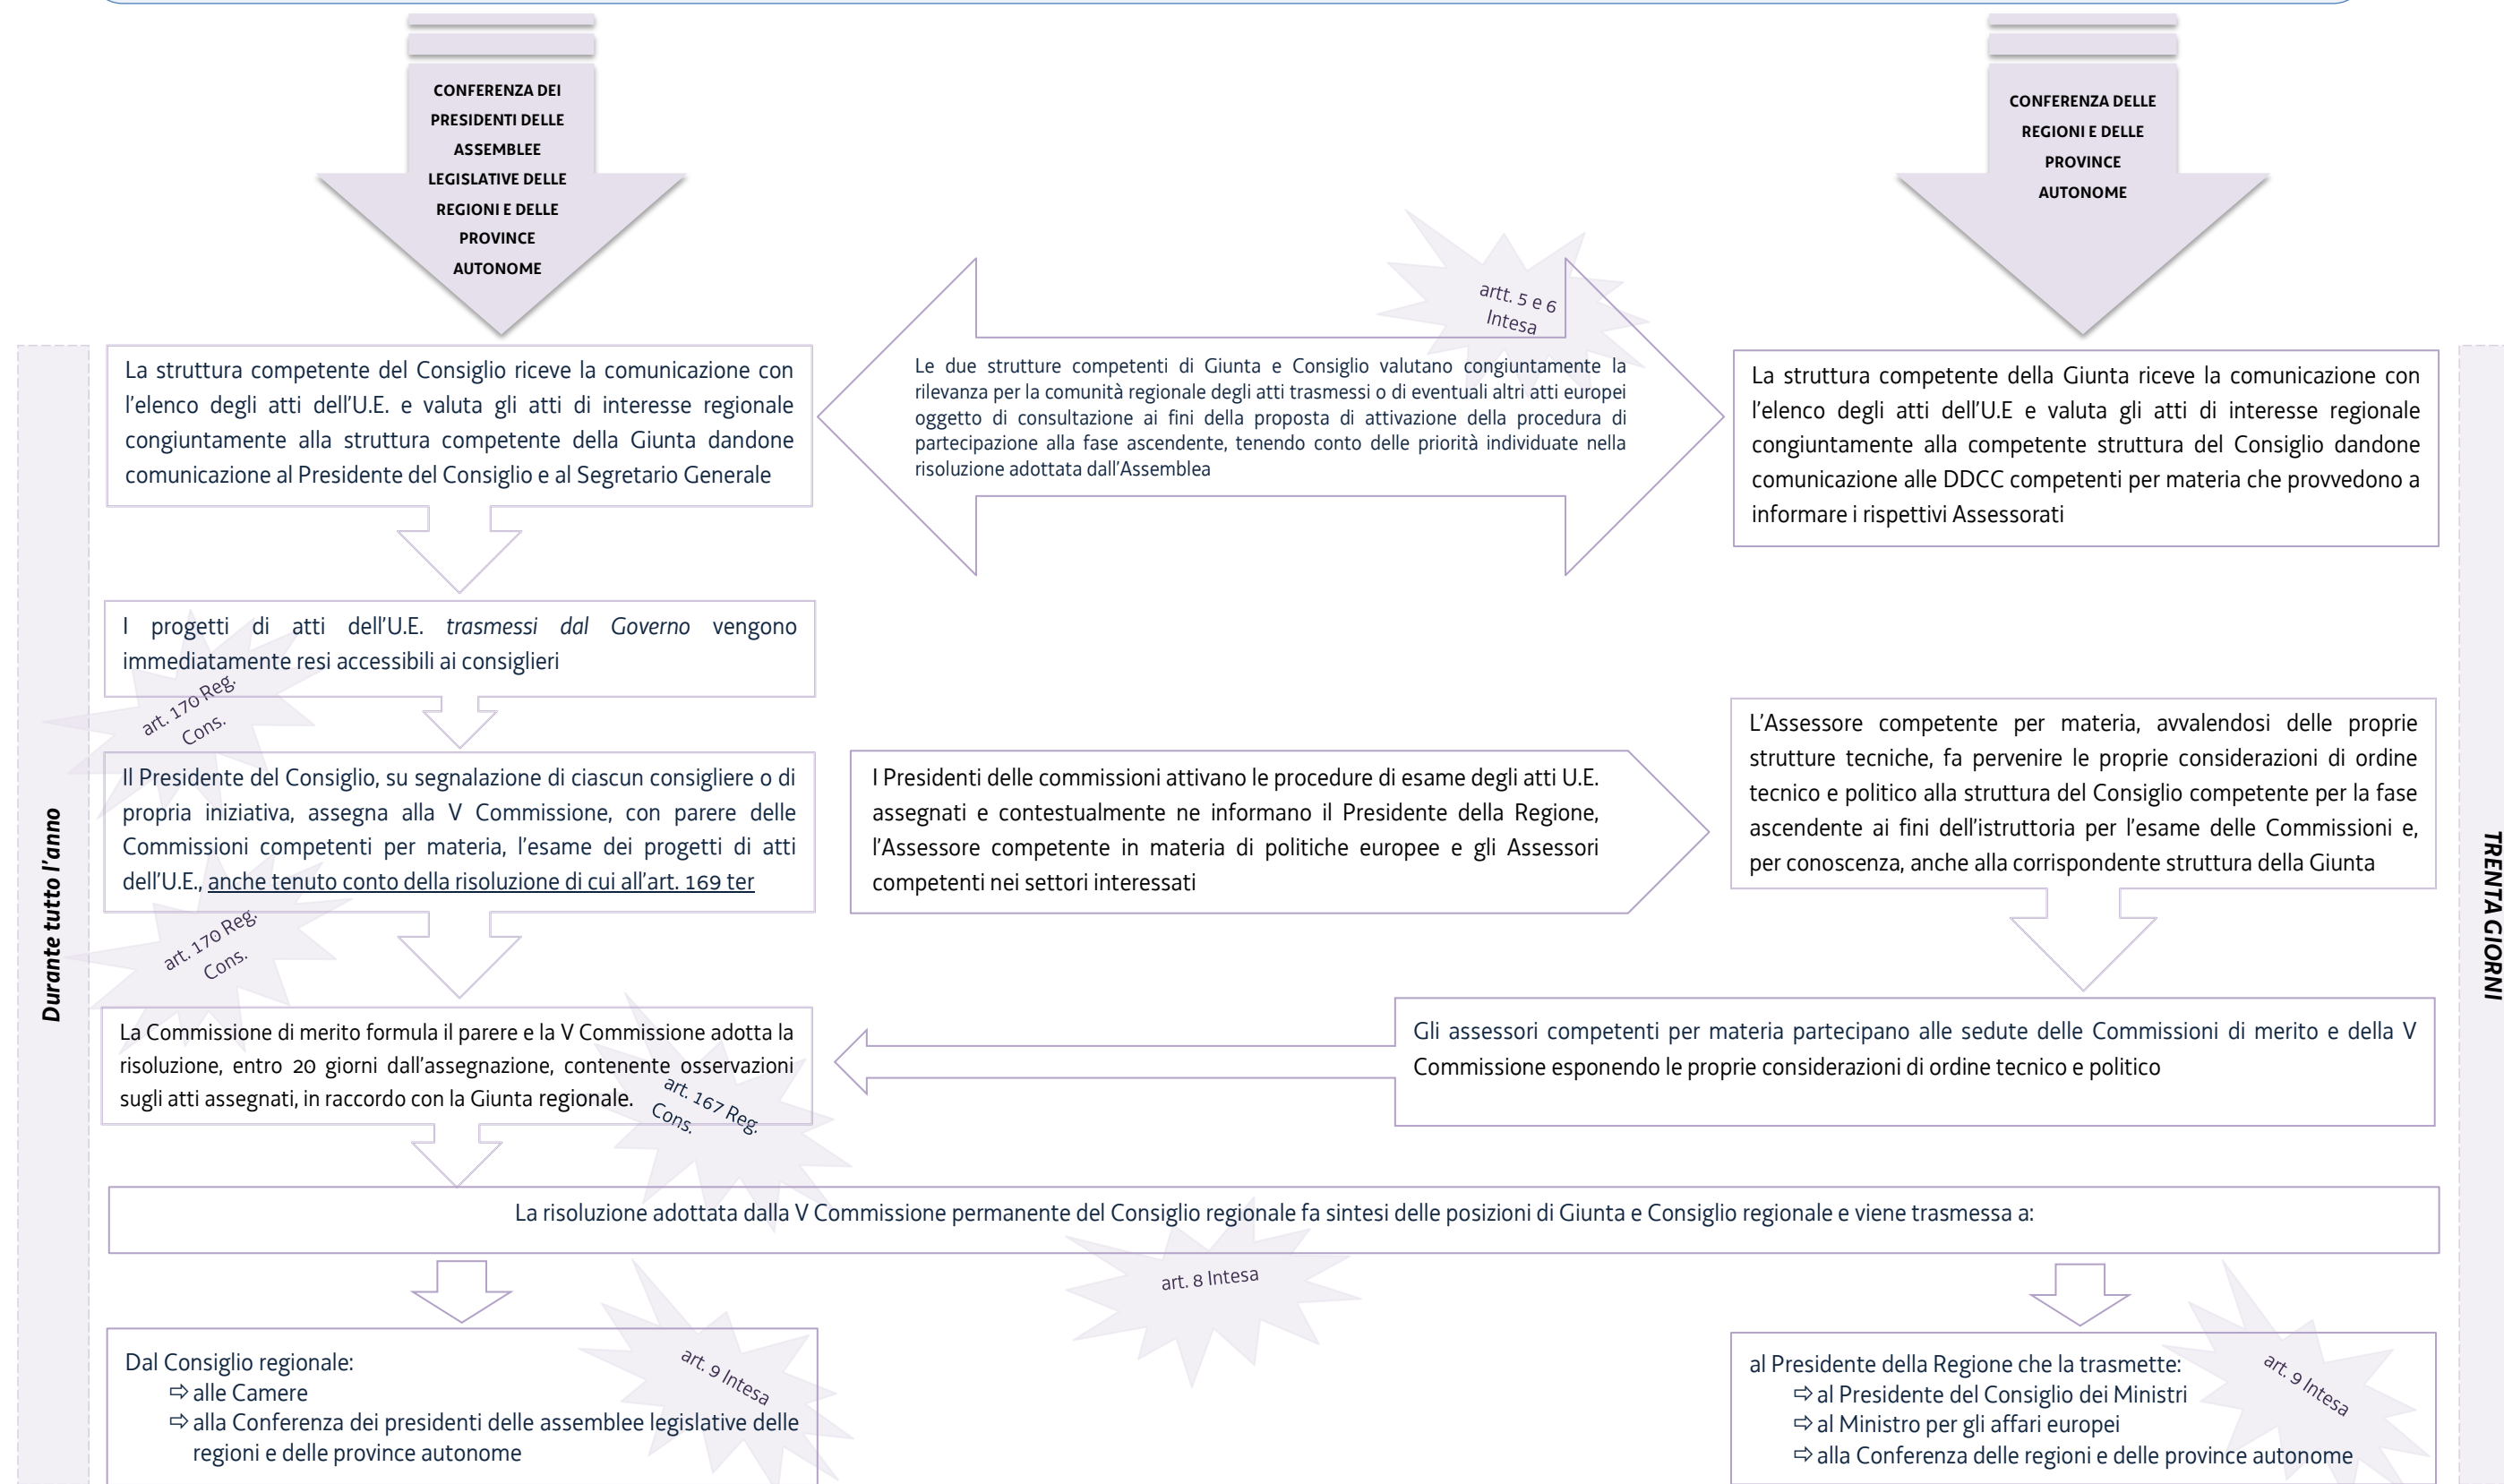 CONFERENZA DEI
PRESIDENTI DELLE
ASSEMBLEE
LEGISLATIVE DELLE
REGIONI E DELLE
PROVINCE
AUTONOME
CONFERENZA DELLE
REGIONI E DELLE
PROVINCE
AUTONOME
artt. 5 e 6
Intesa
La struttura competente del Consiglio riceve la comunicazione con
l'elenco degli atti dell'U.E. e valuta gli atti di interesse regionale
congiuntamente alla struttura competente della Giunta dandone
comunicazione al Presidente del Consiglio e al Segretario Generale
Le due strutture competenti di Giunta e Consiglio valutano congiuntamente la
rilevanza per la comunità regionale degli atti trasmessi o di eventuali altri atti europei
oggetto di consultazione ai fini della proposta di attivazione della procedura di
partecipazione alla fase ascendente, tenendo conto delle priorità individuate nella
risoluzione adottata dall'Assemblea
La struttura competente della Giunta riceve la comunicazione con
l'elenco degli atti dell'U.E e valuta gli atti di interesse regionale
congiuntamente alla competente struttura del Consiglio dandone
comunicazione alle DDCC competenti per materia che provvedono a
informare i rispettivi Assessorati
I progetti di atti dell'U.E. trasmessi dal Governo vengono
immediatamente resi accessibili ai consiglieri
art. 170 Reg.
Cons.
Il Presidente del Consiglio, su segnalazione di ciascun consigliere o di
propria iniziativa, assegna alla V Commissione, con parere delle
Commissioni competenti per materia, l'esame dei progetti di atti
dell'U.E., anche tenuto conto della risoluzione di cui all'art. 169 ter
I Presidenti delle commissioni attivano le procedure di esame degli atti U.E.
assegnati e contestualmente ne informano il Presidente della Regione,
l'Assessore competente in materia di politiche europee e gli Assessori
competenti nei settori interessati
L'Assessore competente per materia, avvalendosi delle proprie
strutture tecniche, fa pervenire le proprie considerazioni di ordine
tecnico e politico alla struttura del Consiglio competente per la fase
ascendente ai fini dell'istruttoria per l'esame delle Commissioni e,
per conoscenza, anche alla corrispondente struttura della Giunta
Durante tutto l'anno
TRENTA GIORNI
art. 170 Reg.
Cons.
La Commissione di merito formula il parere e la V Commissione adotta la
risoluzione, entro 20 giorni dall'assegnazione, contenente osservazioni
sugli atti assegnati, in raccordo con la Giunta regionale.
art. 167 Reg.
Cons.
Gli assessori competenti per materia partecipano alle sedute delle Commissioni di merito e della V
Commissione esponendo le proprie considerazioni di ordine tecnico e politico
La risoluzione adottata dalla V Commissione permanente del Consiglio regionale fa sintesi delle posizioni di Giunta e Consiglio regionale e viene trasmessa a:
art. 8 Intesa
Dal Consiglio regionale:
⇨ alle Camere
⇨ alla Conferenza dei presidenti delle assemblee legislative delle
regioni e delle province autonome
art. 9 Intesa
al Presidente della Regione che la trasmette:
⇨ al Presidente del Consiglio dei Ministri
⇨ al Ministro per gli affari europei
⇨ alla Conferenza delle regioni e delle province autonome
art. 9 Intesa